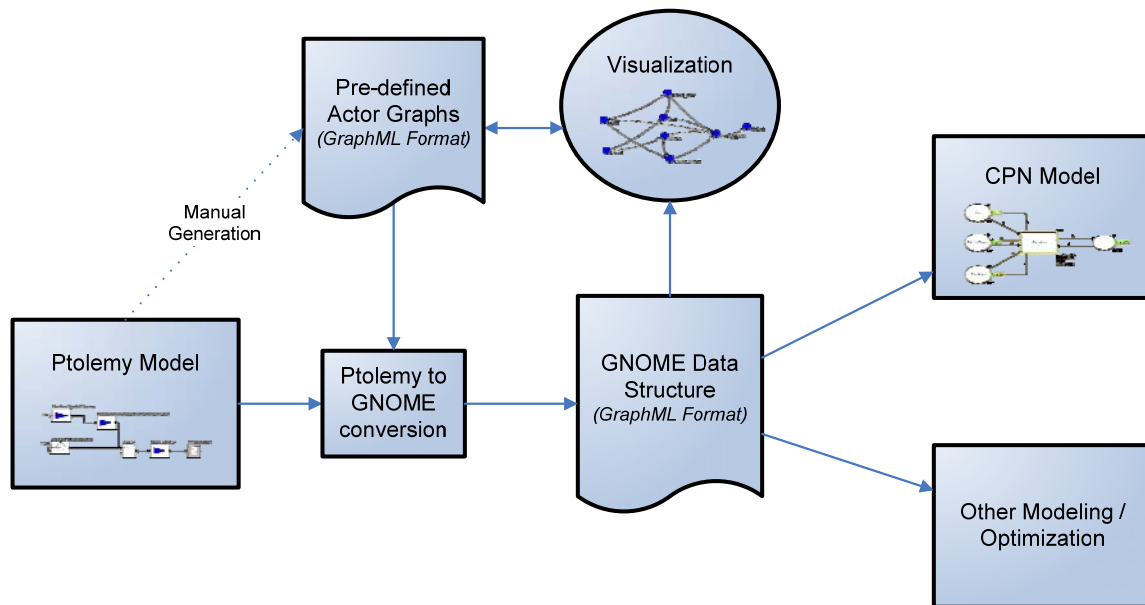 Pre-defined
Actor Graphs
(GraphML Format)
Visualization
CPN Model
Manual
Generation
Ptolemy Model
Ptolemy to
GNOME
conversion
GNOME Data
Structure
(GraphML Format)
Other Modeling /
Optimization